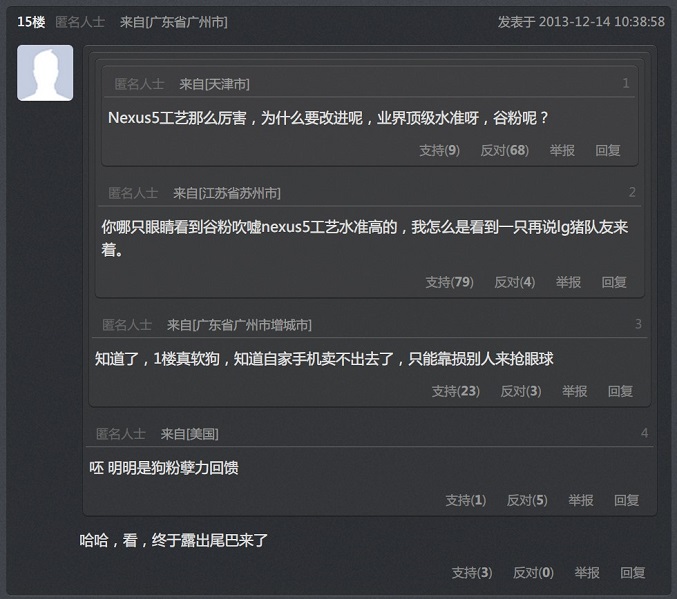 15楼 匿名人士 来自[广东省广州市] 发表于 2013-12-14 10:38:58
匿名人士 来自[天津市] 1
Nexus5工艺那么厉害，为什么要改进呢，业界顶级水准呀，谷粉呢？
支持(9) 反对(68) 举报 回复
匿名人士 来自[江苏省苏州市] 2
你哪只眼睛看到谷粉吹嘘nexus5工艺水准高的，我怎么是看到一只再说lg猪队友来
着。
支持(79) 反对(4) 举报 回复
匿名人士 来自[广东省广州市增城市] 3
知道了，1楼真软狗，知道自家手机卖不出去了，只能靠损别人来抢眼球
支持(23) 反对(3) 举报 回复
匿名人士 来自[美国] 4
呸 明明是狗粉孽力回馈
支持(1) 反对(5) 举报 回复
哈哈，看，终于露出尾巴来了
支持(3) 反对(0) 举报 回复